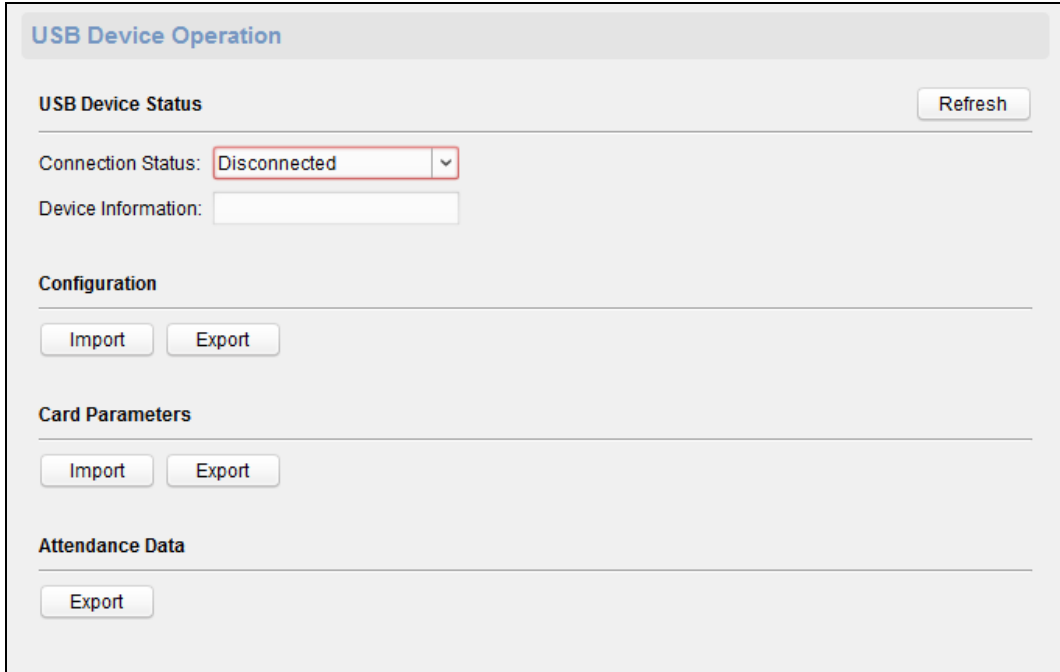 USB Device Operation
USB Device Status
Refresh
Connection Status: Disconnected
Device Information:
Configuration
Import Export
Card Parameters
Import Export
Attendance Data
Export